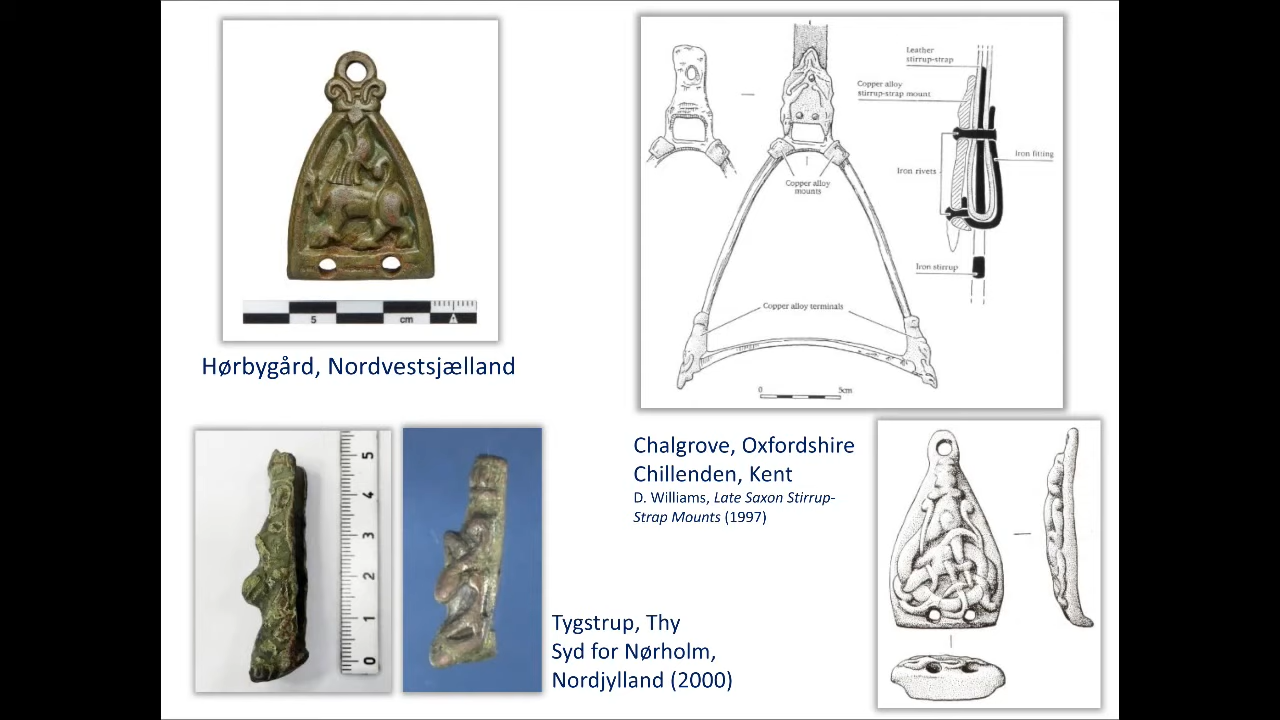 5 cm
Hørbygård, Nordvestsjælland
Leather
stirrup-strap
Copper alloy
stirrup-strap mount
Iron rivets
Iron fitting
Iron stirrup
Copper alloy
mounts
Copper alloy terminals
0 5cm
Chalgrove, Oxfordshire
Chillenden, Kent
D. Williams, Late Saxon Stirrup-
Strap Mounts (1997)
5
4
3
2
1
0
Tygstrup, Thy
Syd for Nørholm,
Nordjylland (2000)